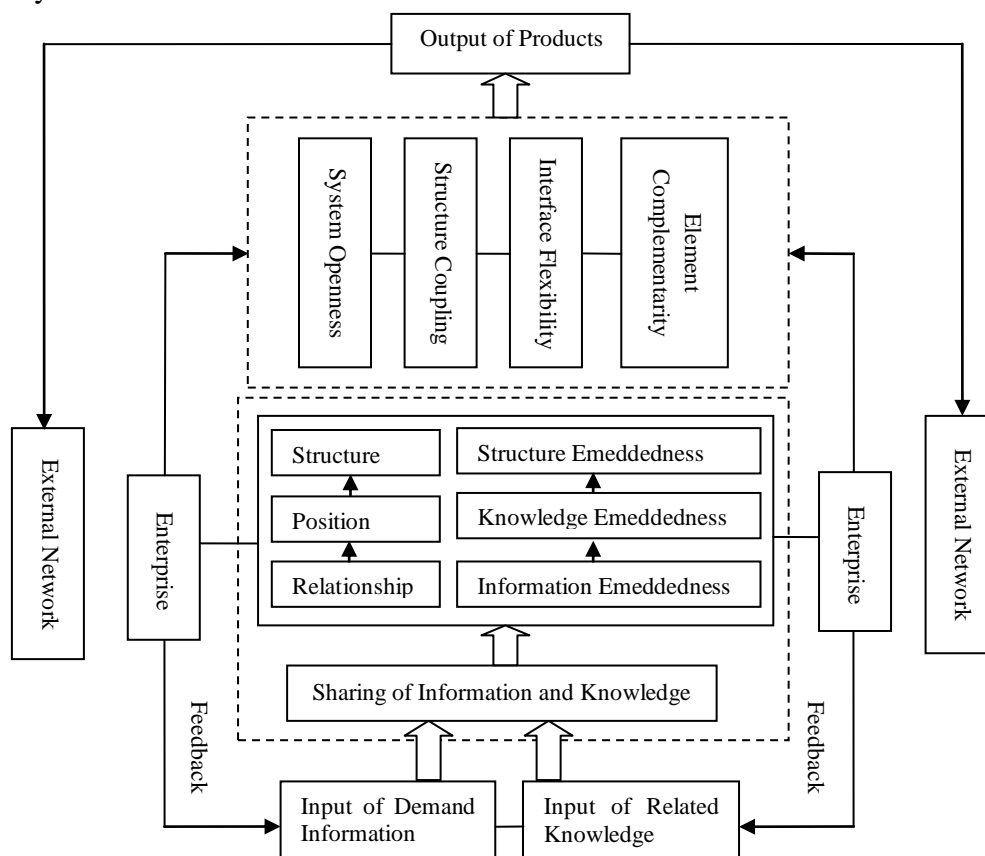 y
Output of Products
System Openness
Structure Coupling
Interface Flexibility
Element
Complementarity
External Network
Enterprise
Structure
Position
Relationship
Structure Emeddedness
Knowledge Emeddedness
Information Emeddedness
Enterprise
External Network
Sharing of Information and Knowledge
Feedback
Feedback
Input of Demand
Information
Input of Related
Knowledge